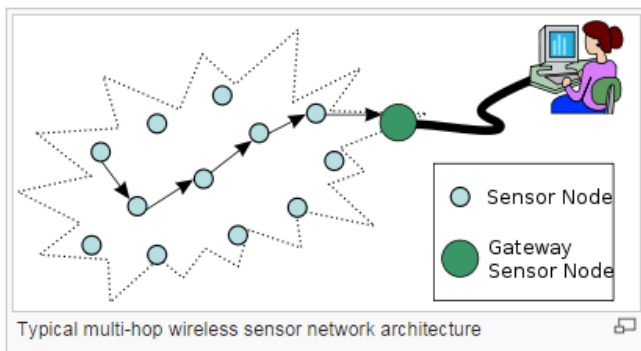 Sensor Node
Gateway
Sensor Node
Typical multi-hop wireless sensor network architecture